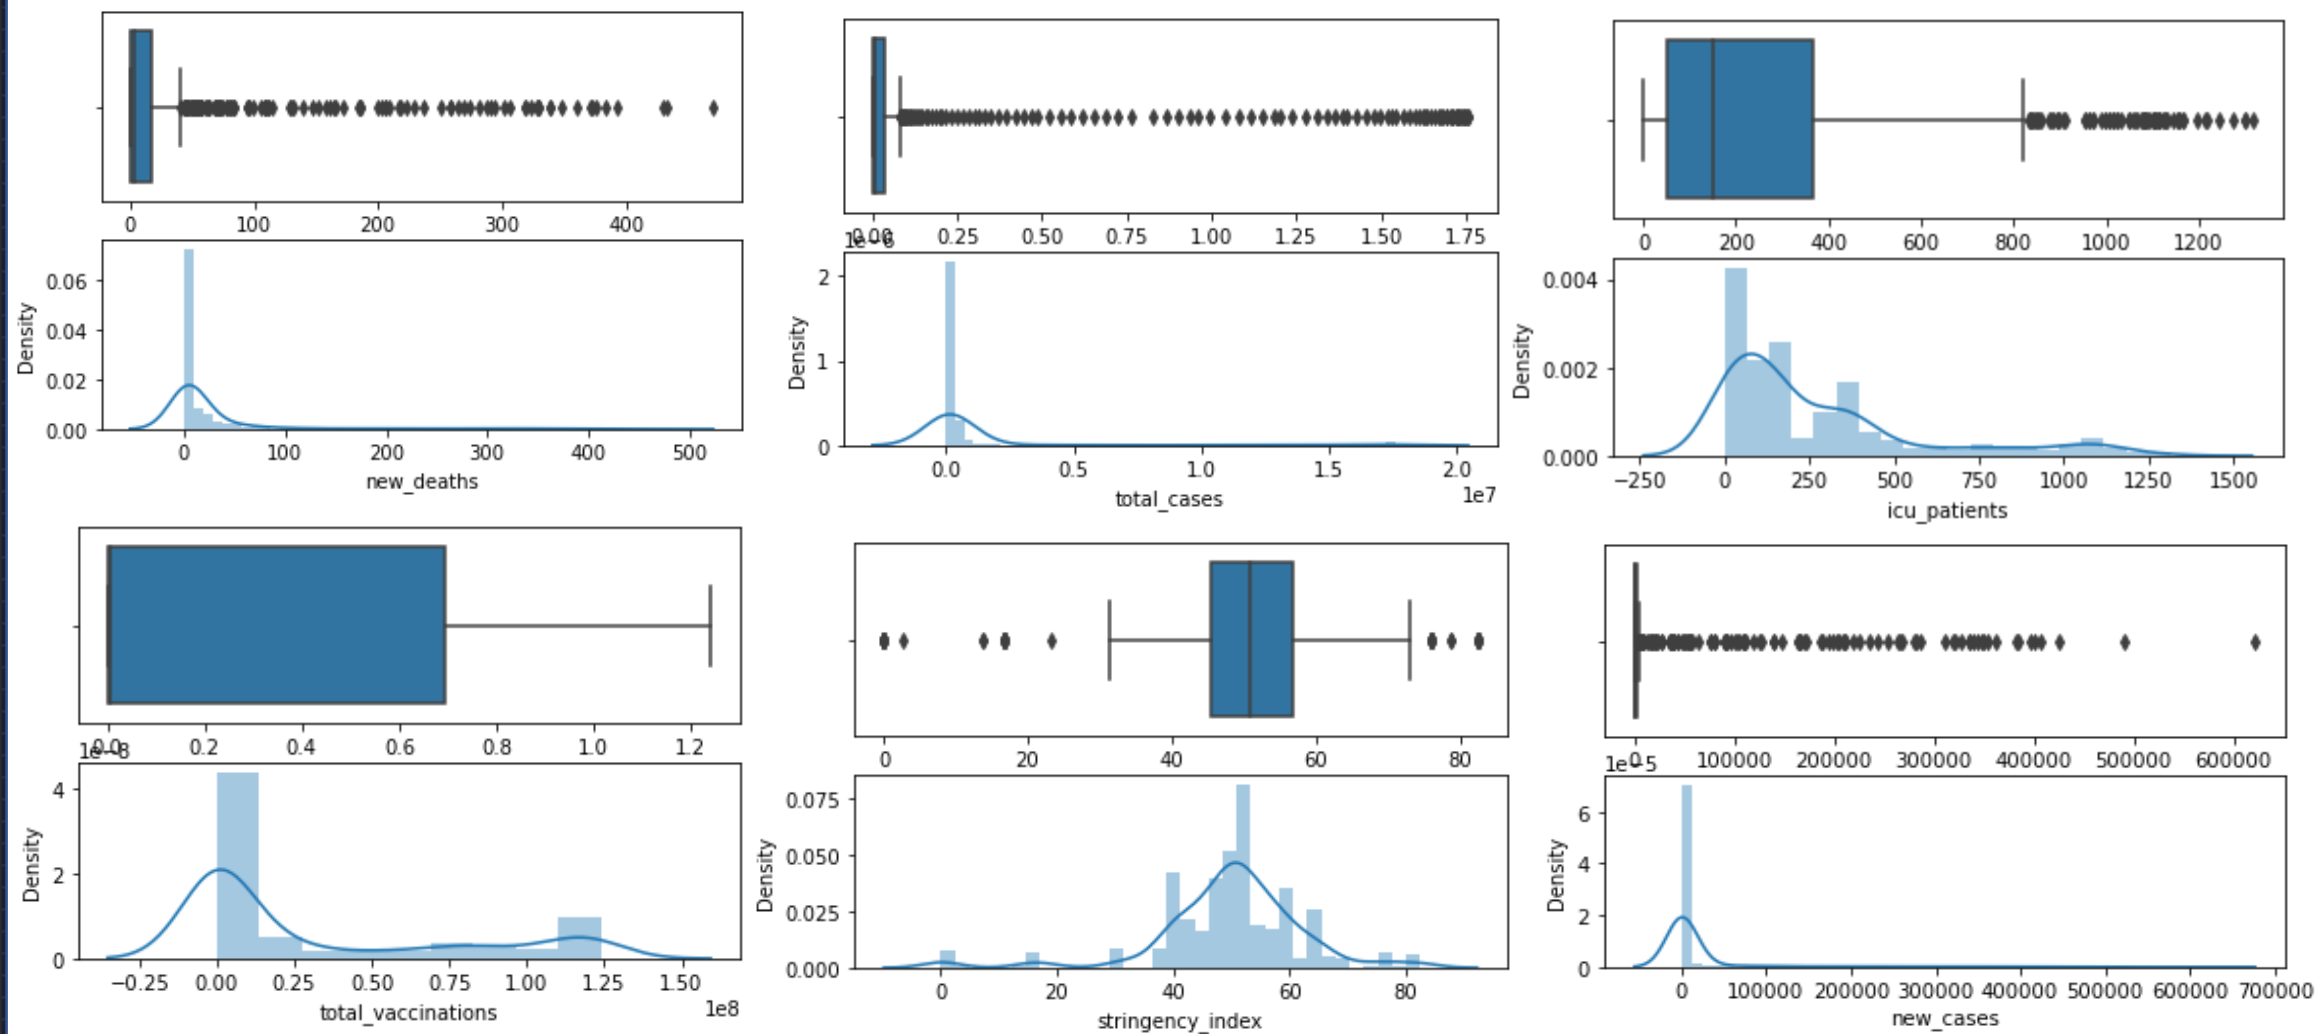 0 100 200 300 400
0.00 0.25 0.50 0.75 1.00 1.25 1.50 1.75
0 200 400 600 800 1000 1200
0.06
0.04
0.02
0.00
Density
0 100 200 300 400 500
new_deaths
1e−6
2
1
0
Density
0.0 0.5 1.0 1.5 2.0
1e7
total_cases
0.004
0.002
0.000
Density
−250 0 250 500 750 1000 1250 1500
icu_patients
0.0 0.2 0.4 0.6 0.8 1.0 1.2
0 20 40 60 80
0 100000 200000 300000 400000 500000 600000
1e−8
4
2
0
Density
−0.25 0.00 0.25 0.50 0.75 1.00 1.25 1.50
1e8
total_vaccinations
0.075
0.050
0.025
0.000
Density
0 20 40 60 80
stringency_index
1e−5
6
4
2
0
Density
0 100000 200000 300000 400000 500000 600000 700000
new_cases